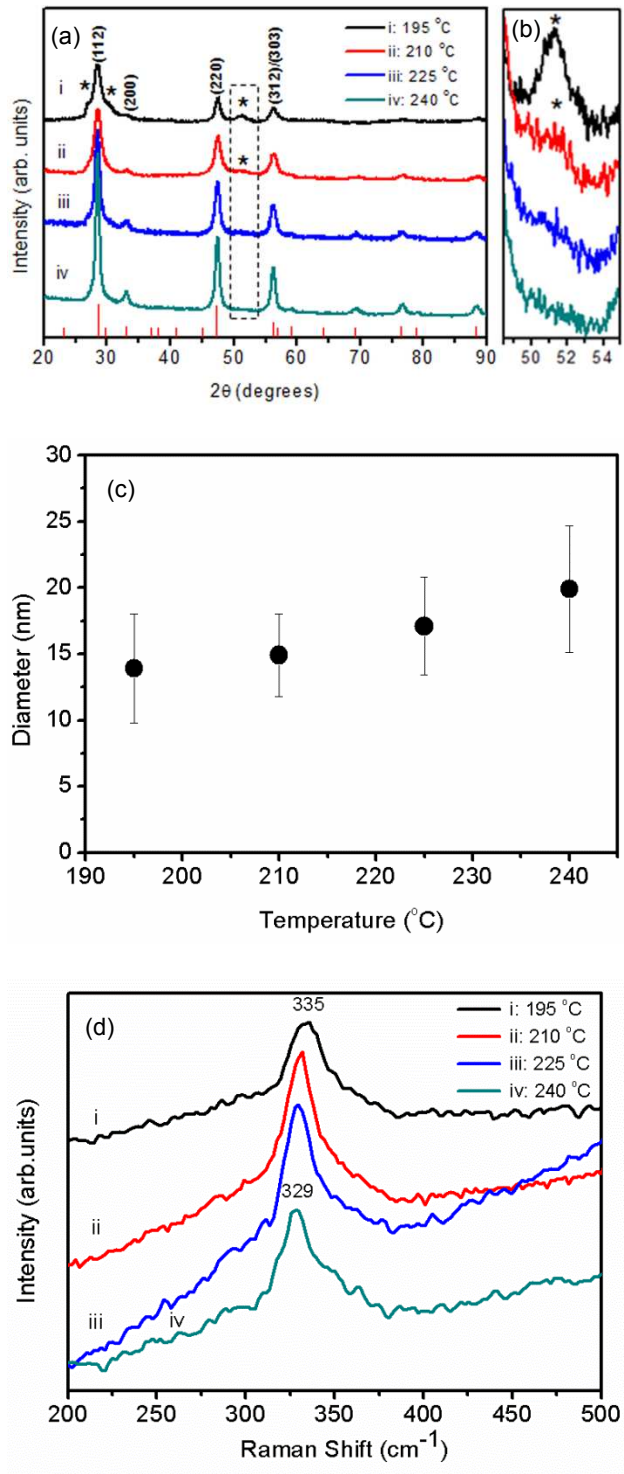 (a)
(112)
(200)
(220)
(312)/(303)
i: 195 °C
ii: 210 °C
iii: 225 °C
iv: 240 °C
* * * *
i
ii
iii
iv
Intensity (arb. units)
20 30 40 50 60 70 80 90
2θ (degrees)
(b)
*
*
50 52 54
(c)
30
25
20
15
10
5
0
Diameter (nm)
190 200 210 220 230 240
Temperature (°C)
(d)
335
329
i: 195 °C
ii: 210 °C
iii: 225 °C
iv: 240 °C
i
ii
iii
iv
Intensity (arb.units)
200 250 300 350 400 450 500
Raman Shift (cm⁻¹)